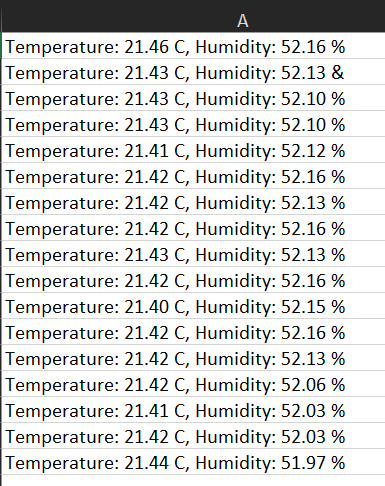 A
Temperature: 21.46 C, Humidity: 52.16 %
Temperature: 21.43 C, Humidity: 52.13 &
Temperature: 21.43 C, Humidity: 52.10 %
Temperature: 21.43 C, Humidity: 52.10 %
Temperature: 21.41 C, Humidity: 52.12 %
Temperature: 21.42 C, Humidity: 52.16 %
Temperature: 21.42 C, Humidity: 52.13 %
Temperature: 21.42 C, Humidity: 52.16 %
Temperature: 21.43 C, Humidity: 52.13 %
Temperature: 21.42 C, Humidity: 52.16 %
Temperature: 21.40 C, Humidity: 52.15 %
Temperature: 21.42 C, Humidity: 52.16 %
Temperature: 21.42 C, Humidity: 52.13 %
Temperature: 21.42 C, Humidity: 52.06 %
Temperature: 21.41 C, Humidity: 52.03 %
Temperature: 21.42 C, Humidity: 52.03 %
Temperature: 21.44 C, Humidity: 51.97 %